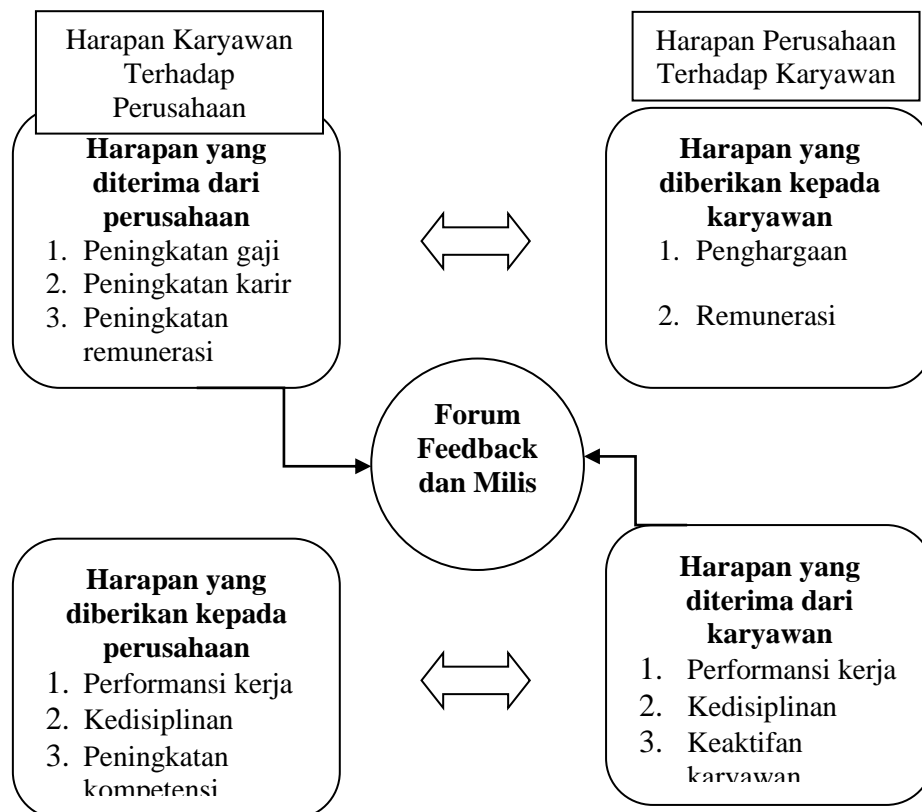 Harapan Karyawan
Terhadap
Perusahaan
Harapan yang
diterima dari
perusahaan
1. Peningkatan gaji
2. Peningkatan karir
3. Peningkatan
remunerasi
Harapan Perusahaan
Terhadap Karyawan
Harapan yang
diberikan kepada
karyawan
1. Penghargaan
2. Remunerasi
Forum
Feedback
dan Milis
Harapan yang
diberikan kepada
perusahaan
1. Performansi kerja
2. Kedisiplinan
3. Peningkatan
kompetensi
Harapan yang
diterima dari
karyawan
1. Performansi kerja
2. Kedisiplinan
3. Keaktifan
karyawan